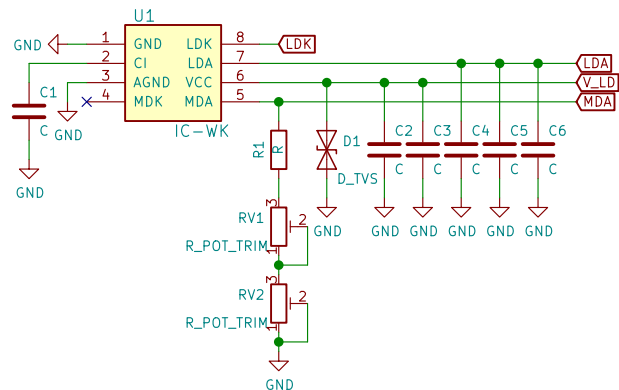 U1
GND 1 GND LDK 8 LDK
2 CI LDA 7 LDA
3 AGND VCC 6 V_LD
4 MDK MDA 5 MDA
IC-WK
C1
C
GND
GND
R1
R
D1
D_TVS
GND
C2 C3 C4 C5 C6
C C C C C
GND GND GND GND GND
3
RV1 2
R_POT_TRIM
1
3
RV2 2
R_POT_TRIM
1
GND